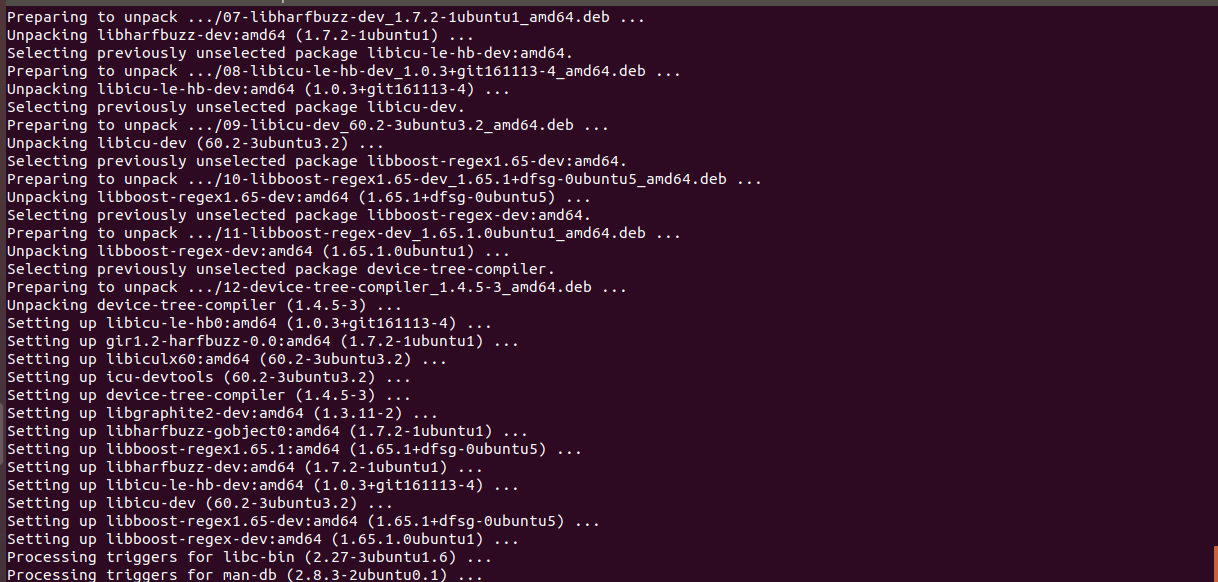 Preparing to unpack .../07-libharfbuzz-dev_1.7.2-1ubuntu1_amd64.deb ...
Unpacking libharfbuzz-dev:amd64 (1.7.2-1ubuntu1) ...
Selecting previously unselected package libicu-le-hb-dev:amd64.
Preparing to unpack .../08-libicu-le-hb-dev_1.0.3+git161113-4_amd64.deb ...
Unpacking libicu-le-hb-dev:amd64 (1.0.3+git161113-4) ...
Selecting previously unselected package libicu-dev.
Preparing to unpack .../09-libicu-dev_60.2-3ubuntu3.2_amd64.deb ...
Unpacking libicu-dev (60.2-3ubuntu3.2) ...
Selecting previously unselected package libboost-regex1.65-dev:amd64.
Preparing to unpack .../10-libboost-regex1.65-dev_1.65.1+dfsg-0ubuntu5_amd64.deb ...
Unpacking libboost-regex1.65-dev:amd64 (1.65.1+dfsg-0ubuntu5) ...
Selecting previously unselected package libboost-regex-dev:amd64.
Preparing to unpack .../11-libboost-regex-dev_1.65.1.0ubuntu1_amd64.deb ...
Unpacking libboost-regex-dev:amd64 (1.65.1.0ubuntu1) ...
Selecting previously unselected package device-tree-compiler.
Preparing to unpack .../12-device-tree-compiler_1.4.5-3_amd64.deb ...
Unpacking device-tree-compiler (1.4.5-3) ...
Setting up libicu-le-hb0:amd64 (1.0.3+git161113-4) ...
Setting up gir1.2-harfbuzz-0.0:amd64 (1.7.2-1ubuntu1) ...
Setting up libiculx60:amd64 (60.2-3ubuntu3.2) ...
Setting up icu-devtools (60.2-3ubuntu3.2) ...
Setting up device-tree-compiler (1.4.5-3) ...
Setting up libgraphite2-dev:amd64 (1.3.11-2) ...
Setting up libharfbuzz-gobject0:amd64 (1.7.2-1ubuntu1) ...
Setting up libboost-regex1.65.1:amd64 (1.65.1+dfsg-0ubuntu5) ...
Setting up libharfbuzz-dev:amd64 (1.7.2-1ubuntu1) ...
Setting up libicu-le-hb-dev:amd64 (1.0.3+git161113-4) ...
Setting up libicu-dev (60.2-3ubuntu3.2) ...
Setting up libboost-regex1.65-dev:amd64 (1.65.1+dfsg-0ubuntu5) ...
Setting up libboost-regex-dev:amd64 (1.65.1.0ubuntu1) ...
Processing triggers for libc-bin (2.27-3ubuntu1.6) ...
Processing triggers for man-db (2.8.3-2ubuntu0.1) ...